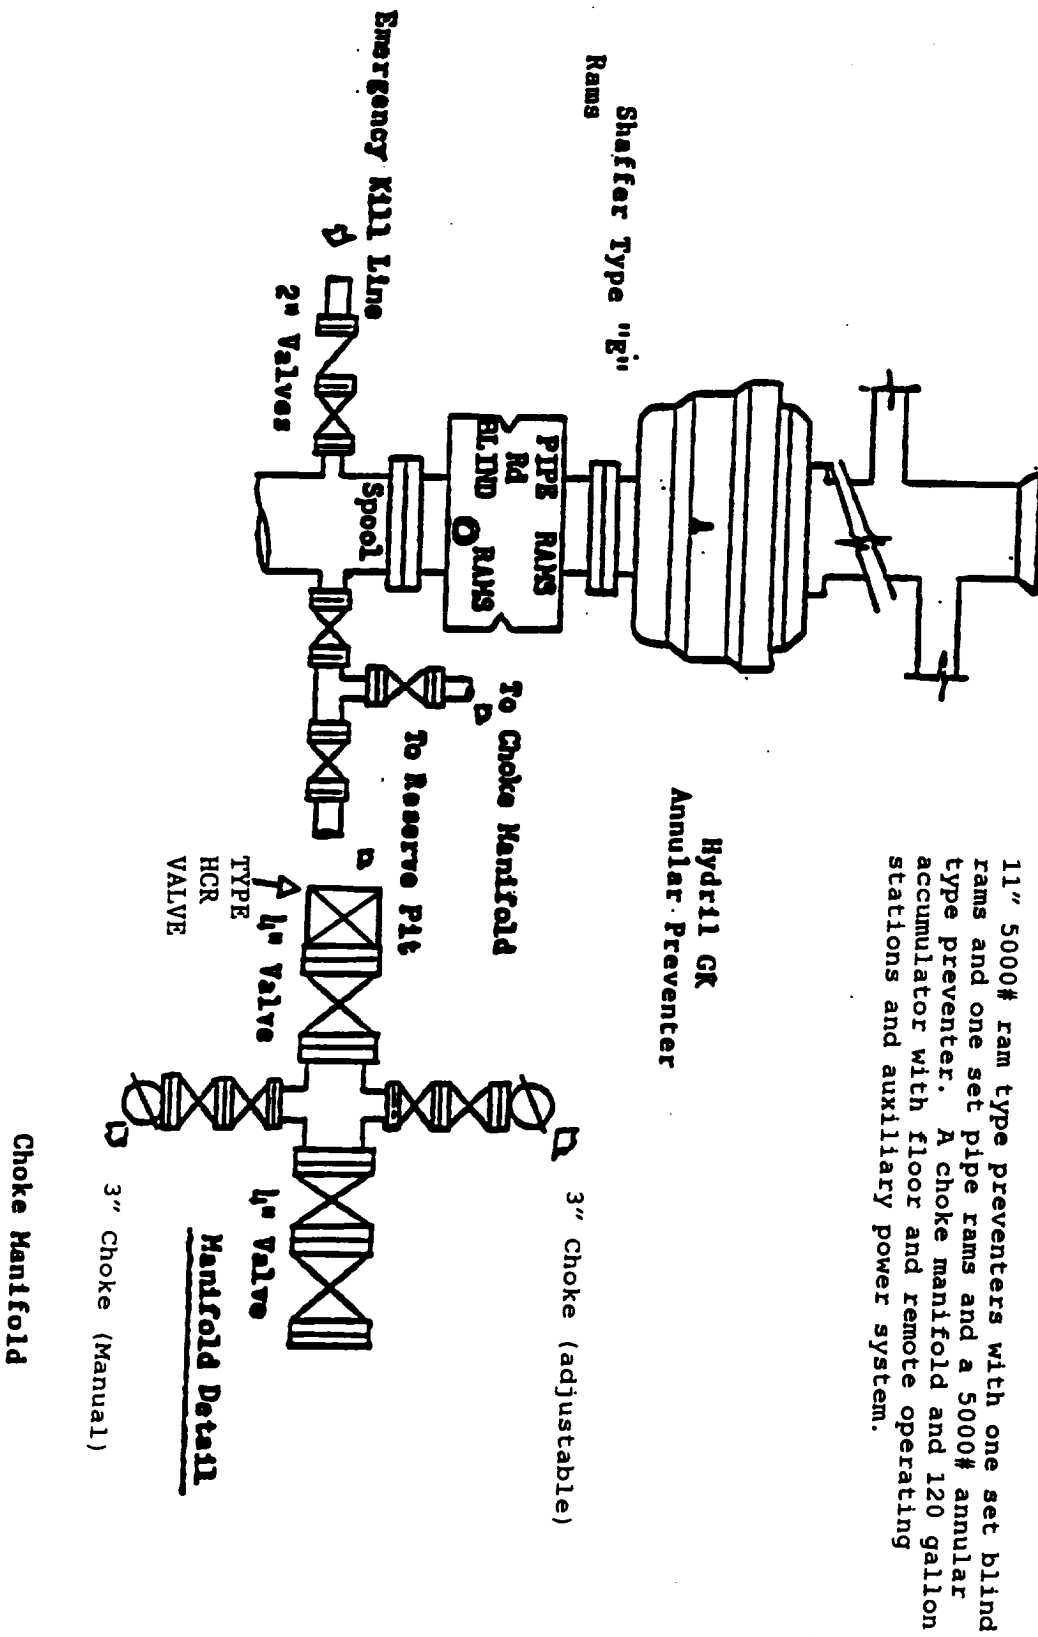 11" 5000# ram type preventers with one set blind
rams and one set pipe rams and a 5000# annular
type preventer. A choke manifold and 120 gallon
accumulator with floor and remote operating
stations and auxiliary power system.
Hydril GK
Annular Preventer
Shaffer Type "E"
Rams
PIPE RAMS
Rd
BLIND RAMS
Spool
Emergency Kill Line
2" Valves
To Choke Manifold
To Reserve Pit
TYPE
HCR
VALVE
4" Valve
4" Valve
3" Choke (adjustable)
3" Choke (Manual)
Manifold Detail
Choke Manifold